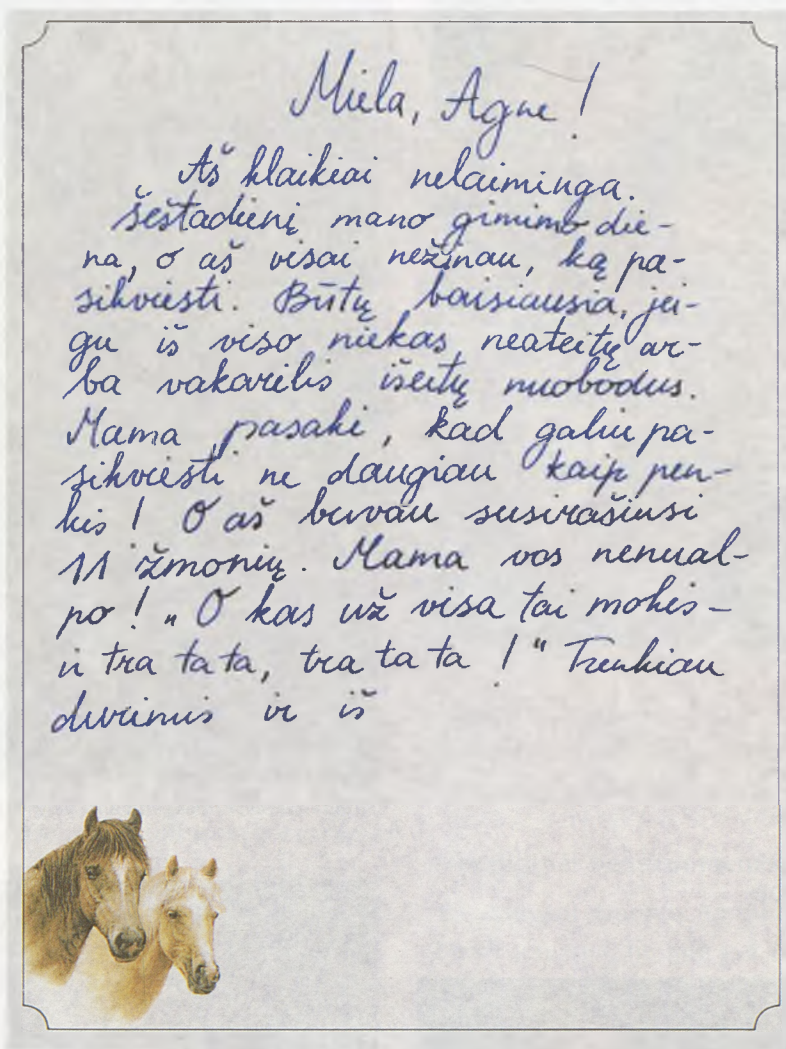 Miela, Agne!
Aš klaikiai nelaiminga.
šeštadienį mano gimimo die-
na, o aš visai nežinau, ką pa-
sikviesti. Būtų baisiausia, jei-
gu iš viso niekas neateitų ar-
ba vakarėlis išeitų nuobodus.
Mama pasakė, kad galiu pa-
sikviesti ne daugiau kaip pen-
kis! O aš buvau susirašiusi
11 žmonių. Mama vos nenual-
po! „O kas už visa tai mokės -
ir tra ta ta, tra ta ta!" Trenkiau
durimis ir iš